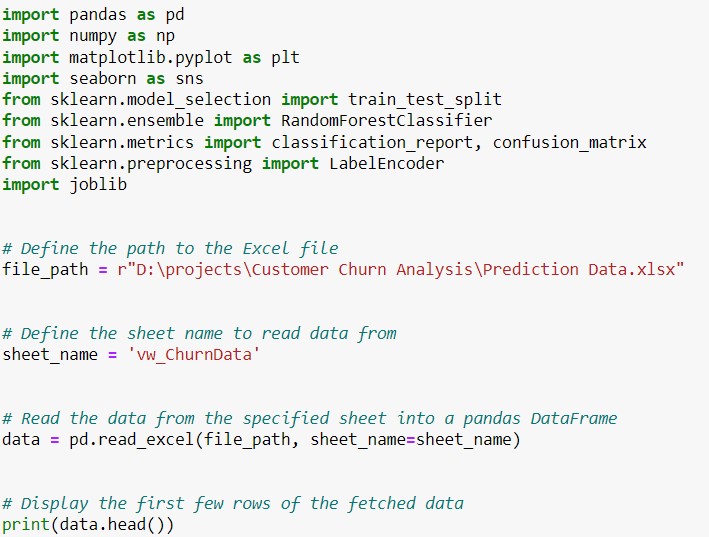 import pandas as pd
import numpy as np
import matplotlib.pyplot as plt
import seaborn as sns
from sklearn.model_selection import train_test_split
from sklearn.ensemble import RandomForestClassifier
from sklearn.metrics import classification_report, confusion_matrix
from sklearn.preprocessing import LabelEncoder
import joblib
# Define the path to the Excel file
file_path = r"D:\projects\Customer Churn Analysis\Prediction Data.xlsx"
# Define the sheet name to read data from
sheet_name = 'vw_ChurnData'
# Read the data from the specified sheet into a pandas DataFrame
data = pd.read_excel(file_path, sheet_name=sheet_name)
# Display the first few rows of the fetched data
print(data.head())